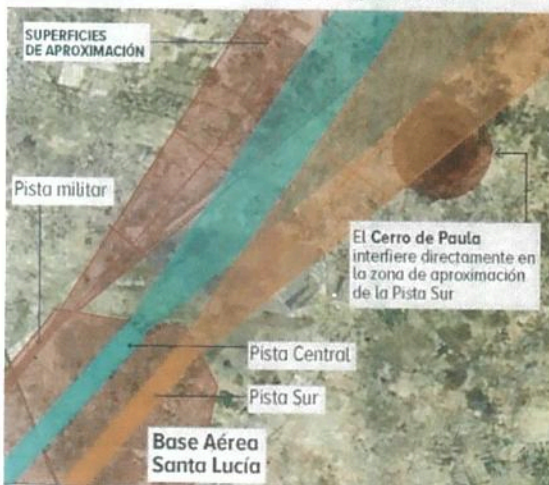 SUPERFICIES
DE APROXIMACIÓN
Pista militar
El Cerro de Paula
interfiere directamente en
la zona de aproximación
de la Pista Sur
Pista Central
Pista Sur
Base Aérea
Santa Lucía